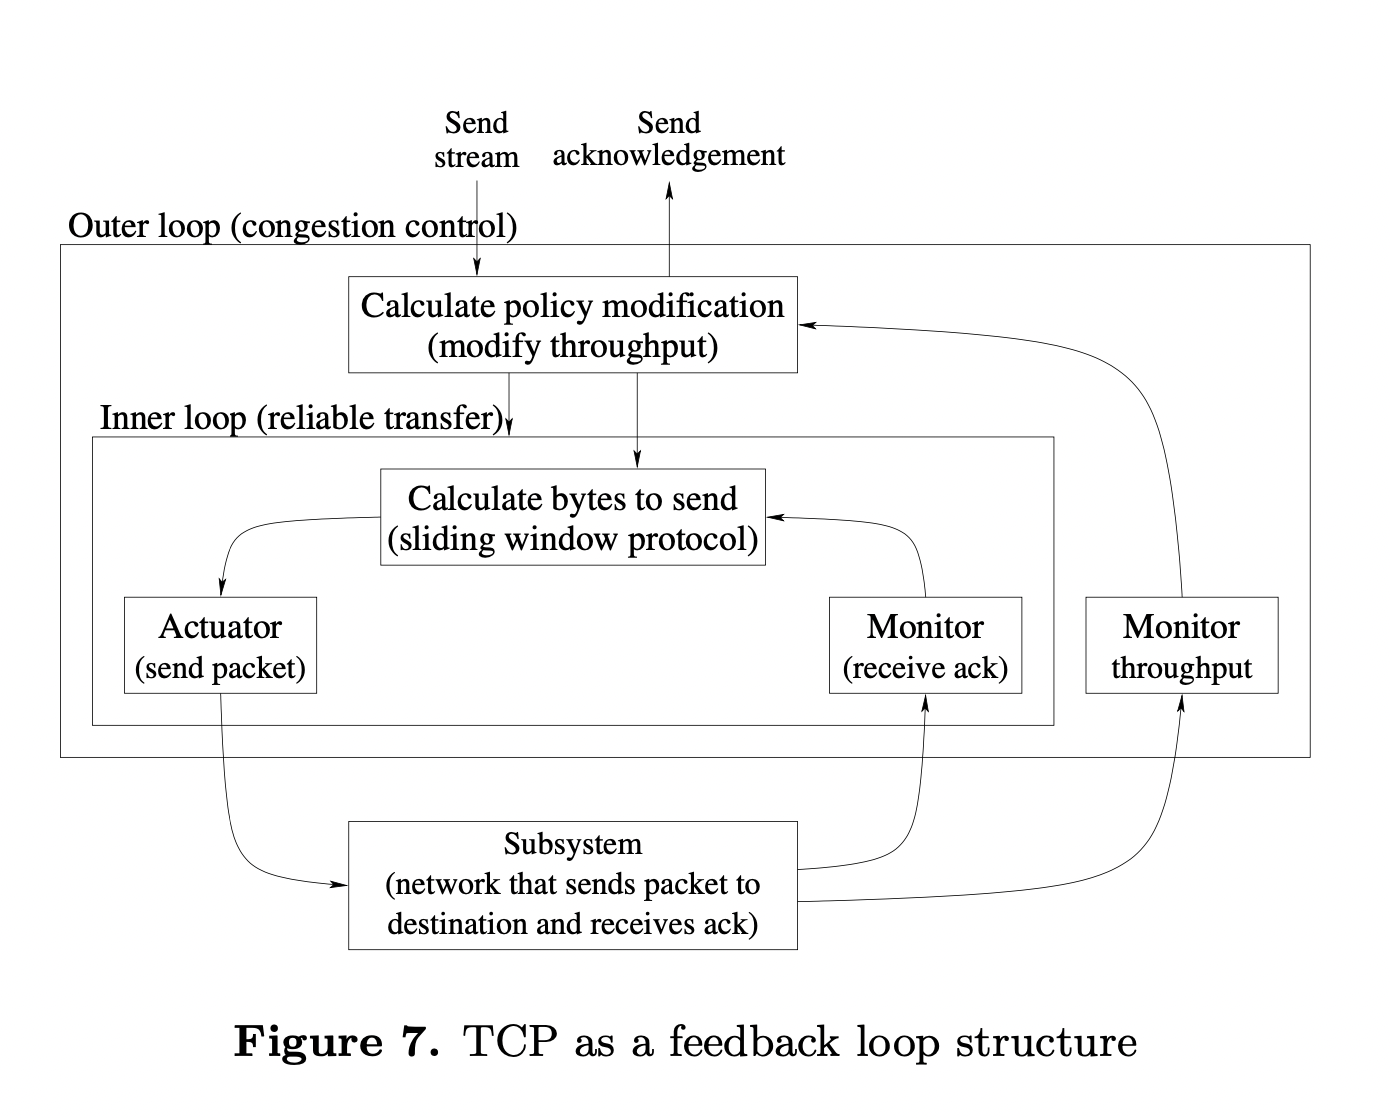 Send
stream
Send
acknowledgement
Outer loop (congestion control)
Calculate policy modification
(modify throughput)
Inner loop (reliable transfer)
Calculate bytes to send
(sliding window protocol)
Actuator
(send packet)
Monitor
(receive ack)
Monitor
throughput
Subsystem
(network that sends packet to
destination and receives ack)
Figure 7. TCP as a feedback loop structure